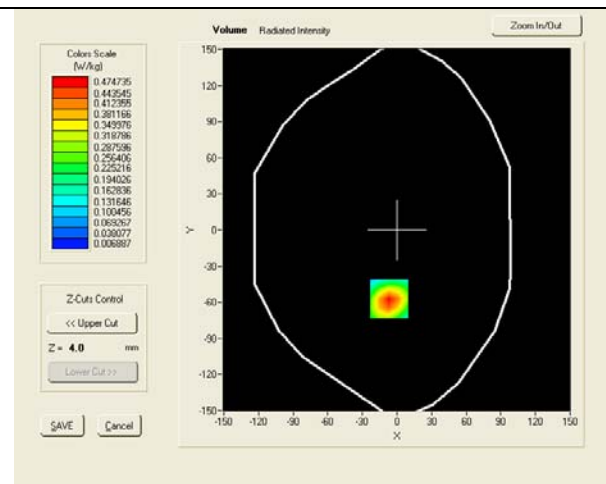 Volume Radiated Intensity
Zoom In/Out
Colors Scale
(W/kg)
0.474735
0.443545
0.412355
0.381166
0.349976
0.318786
0.287596
0.256406
0.225216
0.194026
0.162836
0.131646
0.100456
0.069267
0.038077
0.006887
Z-Cuts Control
<< Upper Cut
Z = 4.0 mm
Lower Cut >>
SAVE Cancel
150-
120-
90-
60-
30-
0-
-30-
-60-
-90-
-120-
-150-
Y
-150 -120 -90 -60 -30 0 30 60 90 120 150
X